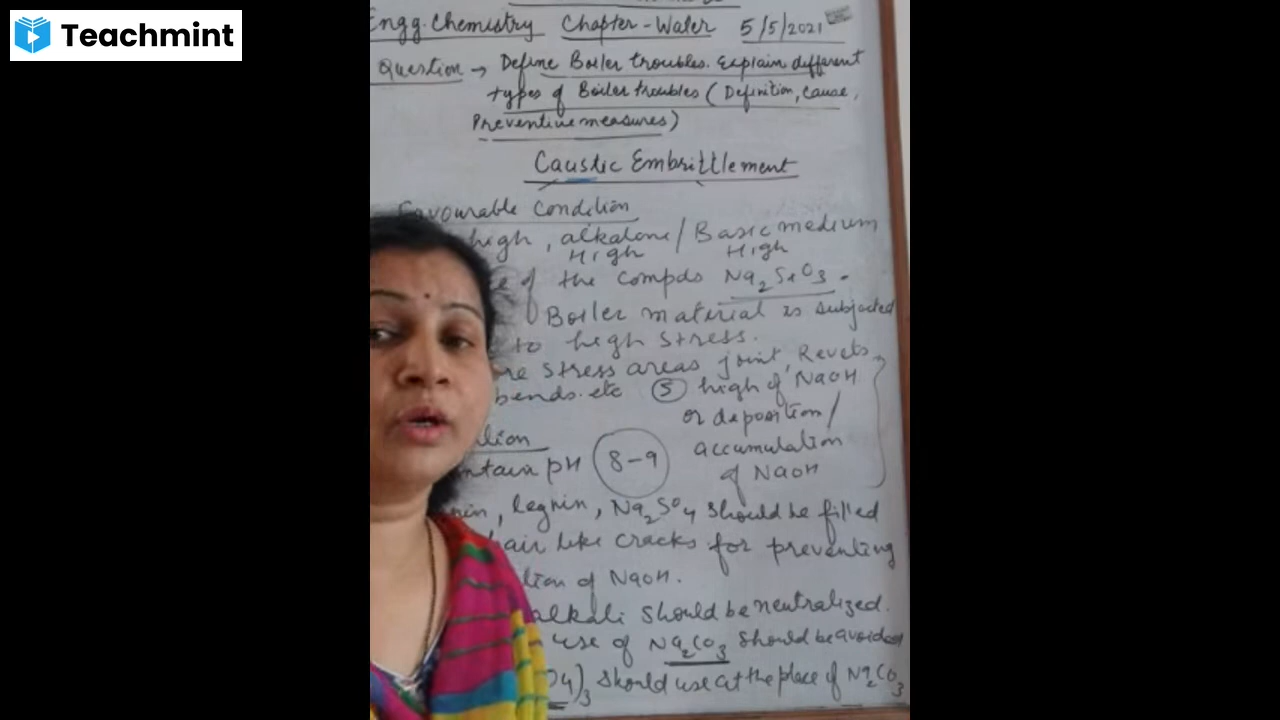 Teachmint
Engg. Chemistry Chapter - Water 5/5/2021
Question → Define Boiler troubles. Explain different
types of Boiler troubles (Definition, Cause,
Preventive measures)
Caustic Embrittlement
Favourable Condition
high, alkalone / Basic medium
High High
of the compds Na2SiO3.
Boiler material is subjected
to high stress.
stress areas joint, Revets
bends. etc ⑤ high of NaOH
or deposition /
accumulation
of NaOH
pH 8-9
legnin, Na2SO4 should be filled
hair like cracks for preventing
of NaOH.
alkali should be neutralized.
use of Na2CO3 should be avoided
should use at the place of Na2CO3